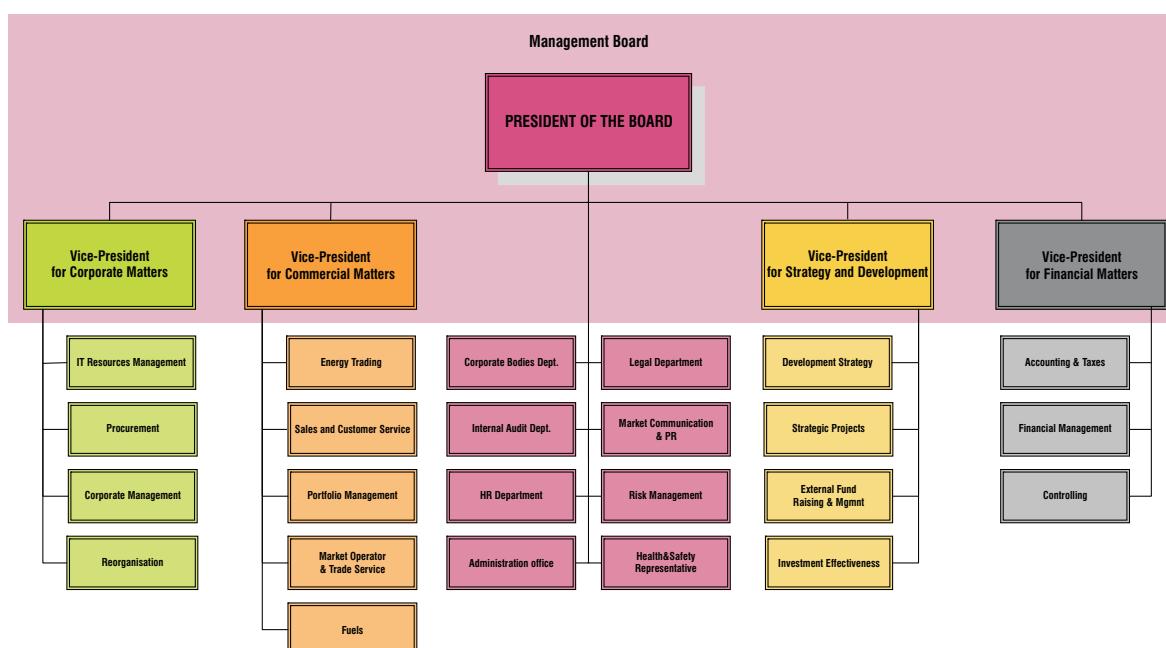 Management Board
PRESIDENT OF THE BOARD
Vice-President
for Corporate Matters
Vice-President
for Commercial Matters
Vice-President
for Strategy and Development
Vice-President
for Financial Matters
IT Resources Management
Procurement
Corporate Management
Reorganisation
Energy Trading
Sales and Customer Service
Portfolio Management
Market Operator
& Trade Service
Fuels
Corporate Bodies Dept.
Internal Audit Dept.
HR Department
Administration office
Legal Department
Market Communication
& PR
Risk Management
Health&Safety
Representative
Development Strategy
Strategic Projects
External Fund
Raising & Mgmnt
Investment Effectiveness
Accounting & Taxes
Financial Management
Controlling